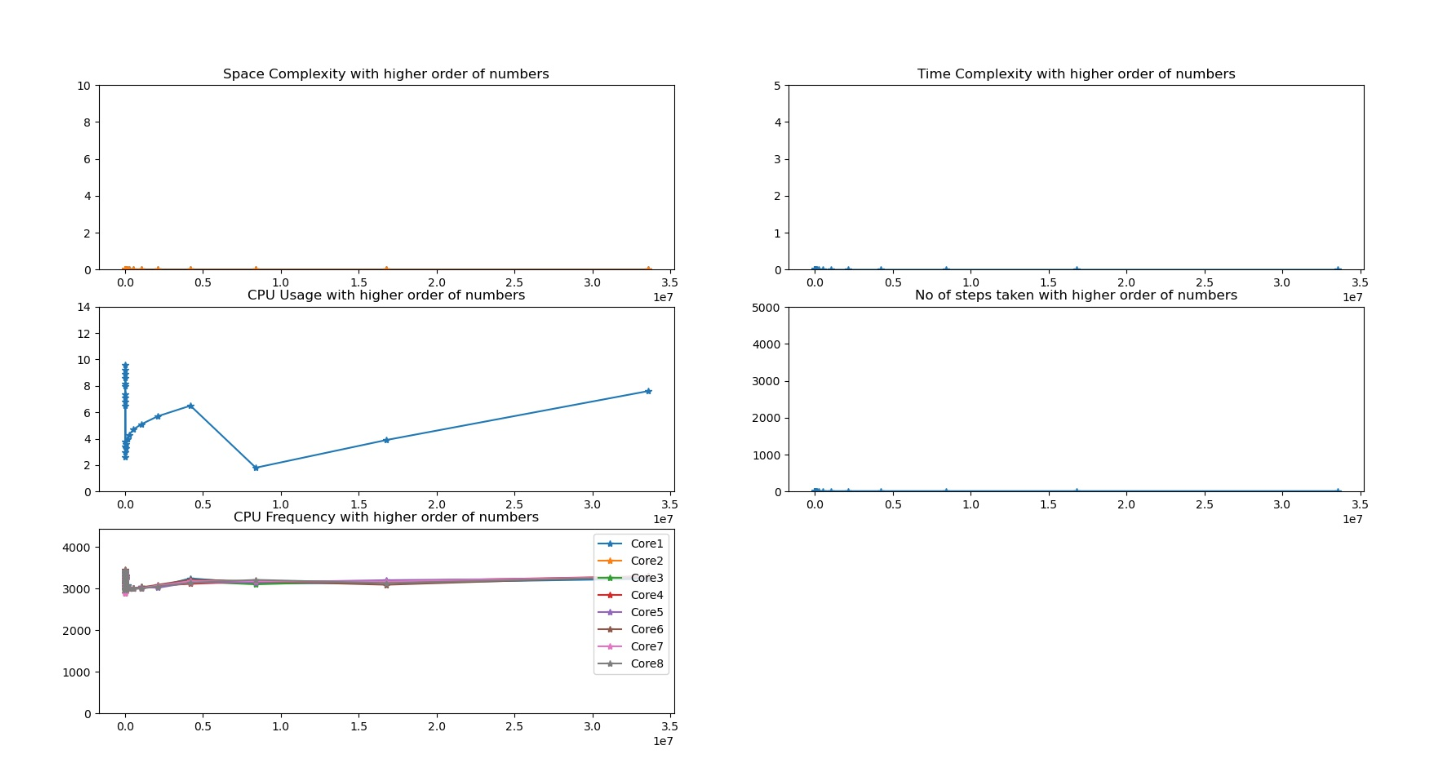 Space Complexity with higher order of numbers
10
8
6
4
2
0
0.0 0.5 1.0 1.5 2.0 2.5 3.0 3.5
1e7
Time Complexity with higher order of numbers
5
4
3
2
1
0
0.0 0.5 1.0 1.5 2.0 2.5 3.0 3.5
1e7
CPU Usage with higher order of numbers
14
12
10
8
6
4
2
0
0.0 0.5 1.0 1.5 2.0 2.5 3.0 3.5
1e7
No of steps taken with higher order of numbers
5000
4000
3000
2000
1000
0
0.0 0.5 1.0 1.5 2.0 2.5 3.0 3.5
1e7
CPU Frequency with higher order of numbers
4000
3000
2000
1000
0
0.0 0.5 1.0 1.5 2.0 2.5 3.0 3.5
1e7
Core1
Core2
Core3
Core4
Core5
Core6
Core7
Core8